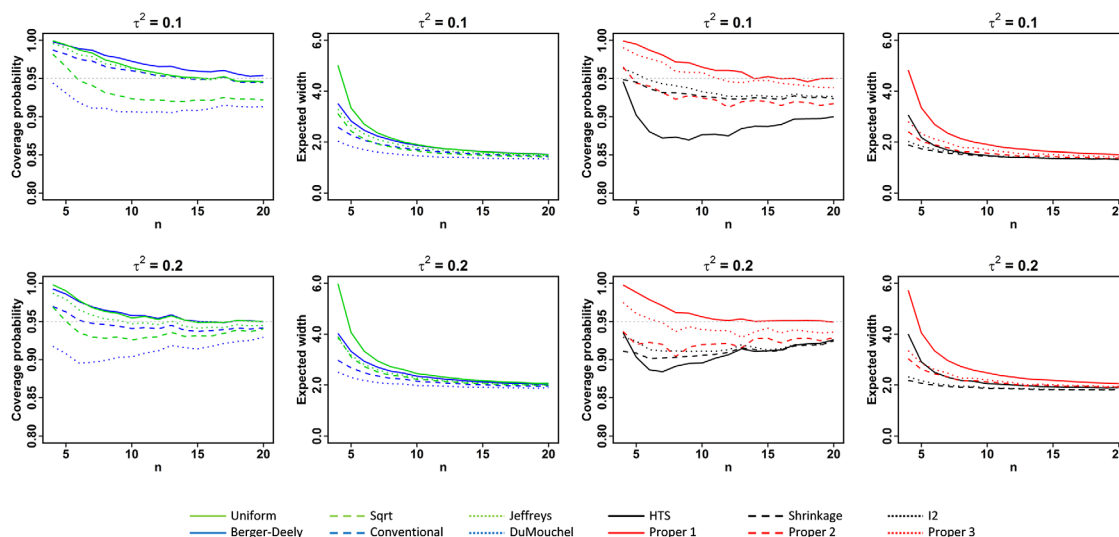 τ² = 0.1
τ² = 0.1
τ² = 0.1
τ² = 0.1
Coverage probability
1.00
0.95
0.90
0.85
0.80
5 10 15 20
n
Expected width
6.0
4.0
2.0
0.0
5 10 15 20
n
Coverage probability
1.00
0.95
0.90
0.85
0.80
5 10 15 20
n
Expected width
6.0
4.0
2.0
0.0
5 10 15 20
n
τ² = 0.2
τ² = 0.2
τ² = 0.2
τ² = 0.2
Coverage probability
1.00
0.95
0.90
0.85
0.80
5 10 15 20
n
Expected width
6.0
4.0
2.0
0.0
5 10 15 20
n
Coverage probability
1.00
0.95
0.90
0.85
0.80
5 10 15 20
n
Expected width
6.0
4.0
2.0
0.0
5 10 15 20
n
Uniform Sqrt Jeffreys HTS Shrinkage I2
Berger-Deely Conventional DuMouchel Proper 1 Proper 2 Proper 3